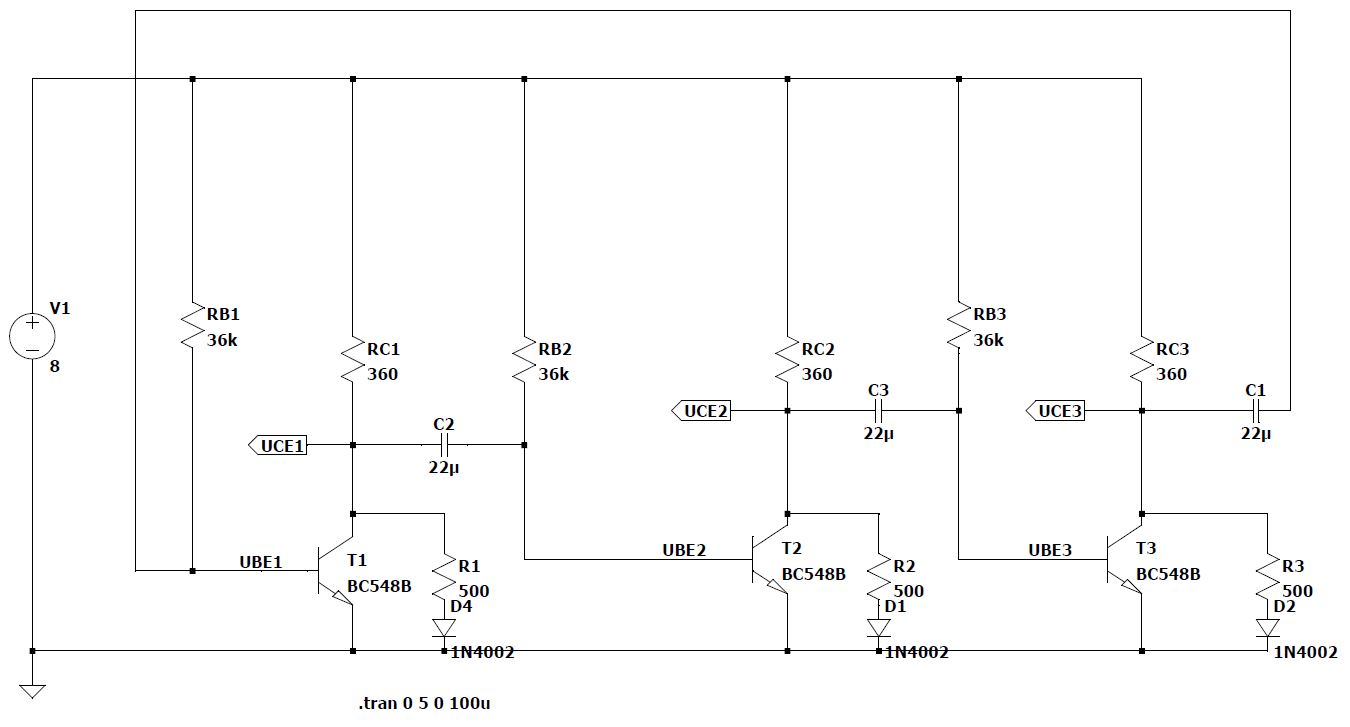 V1
8
RB1
36k
RC1
360
RB2
36k
RC2
360
RB3
36k
RC3
360
UCE1
C2
22µ
UCE2
C3
22µ
UCE3
C1
22µ
UBE1
T1
BC548B
R1
500
D4
1N4002
UBE2
T2
BC548B
R2
500
D1
1N4002
UBE3
T3
BC548B
R3
500
D2
1N4002
.tran 0 5 0 100u